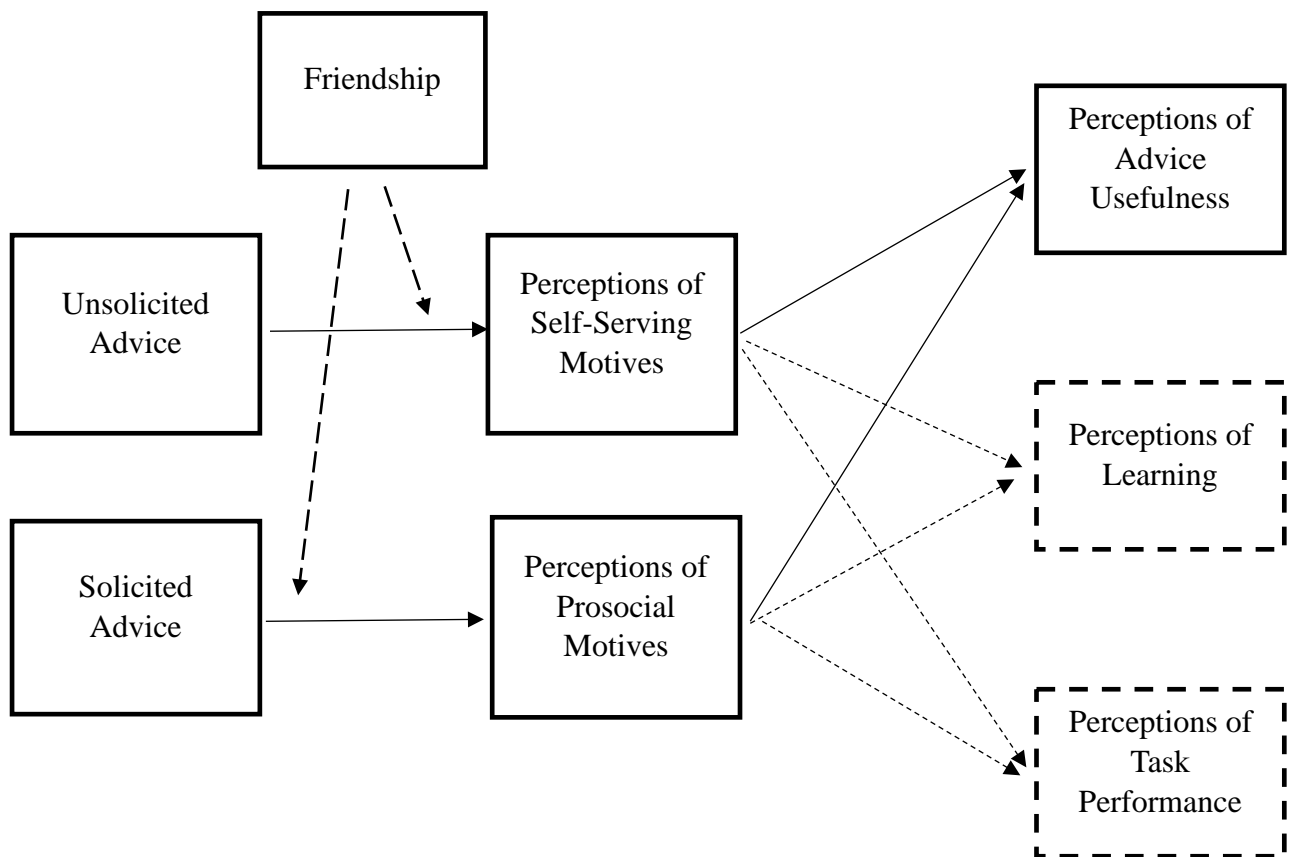 Friendship
Perceptions of
Advice
Usefulness
Unsolicited
Advice
Perceptions of
Self-Serving
Motives
Perceptions of
Learning
Solicited
Advice
Perceptions of
Prosocial
Motives
Perceptions of
Task
Performance